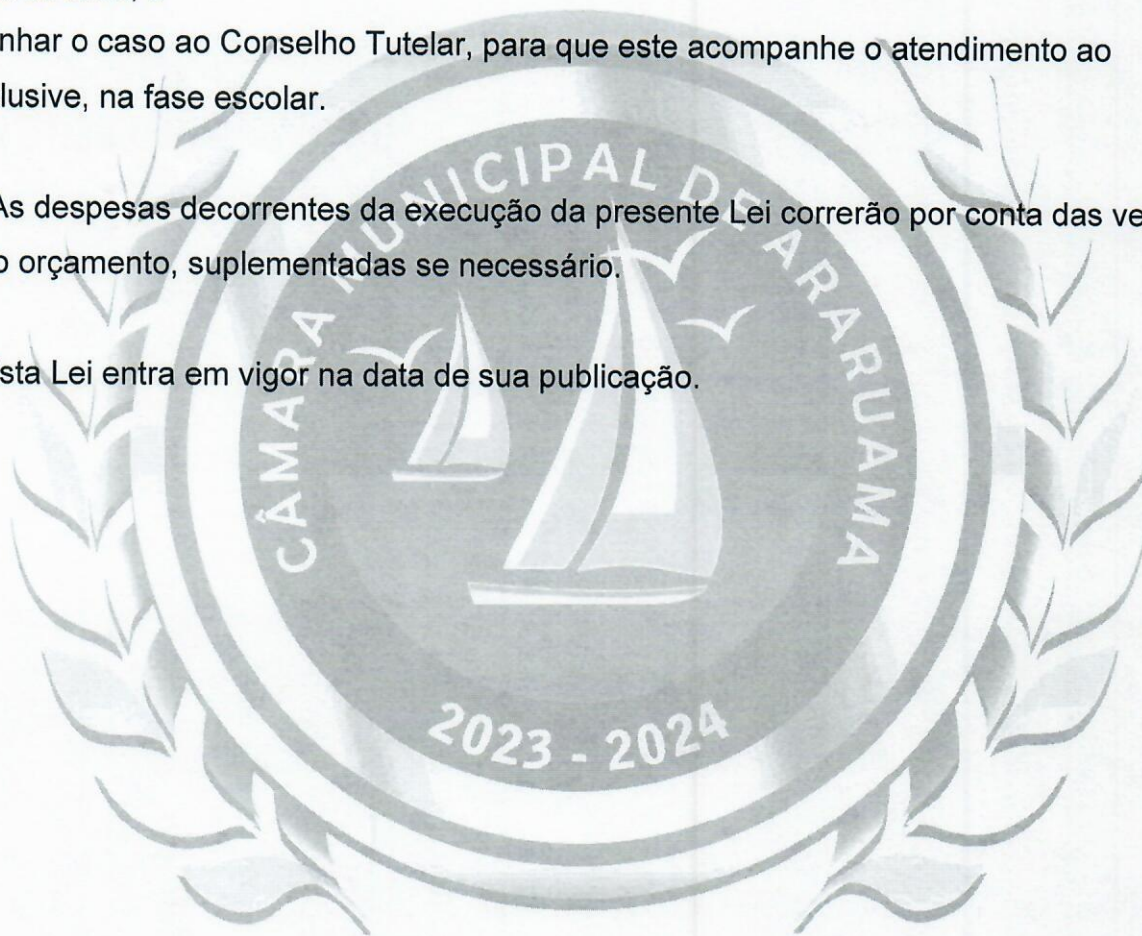 nhar o caso ao Conselho Tutelar, para que este acompanhe o atendimento ao
lusive, na fase escolar.
As despesas decorrentes da execução da presente Lei correrão por conta das ve
o orçamento, suplementadas se necessário.
sta Lei entra em vigor na data de sua publicação.
CÂMARA MUNICIPAL DE ARARUAMA
2023 - 2024